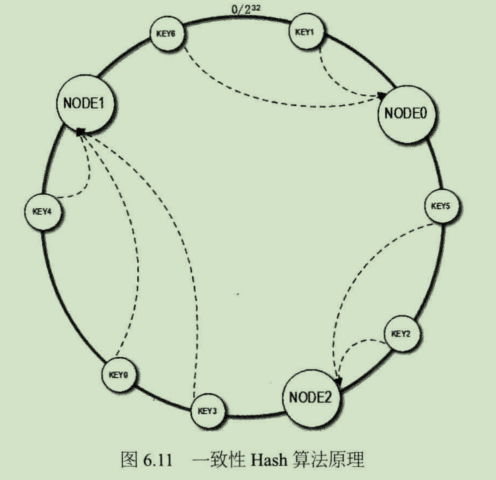 0/2³²
KEY6
KEY1
NODE1
NODE0
KEY4
KEY5
KEY2
KEY0
NODE2
KEY3
图 6.11 一致性 Hash 算法原理